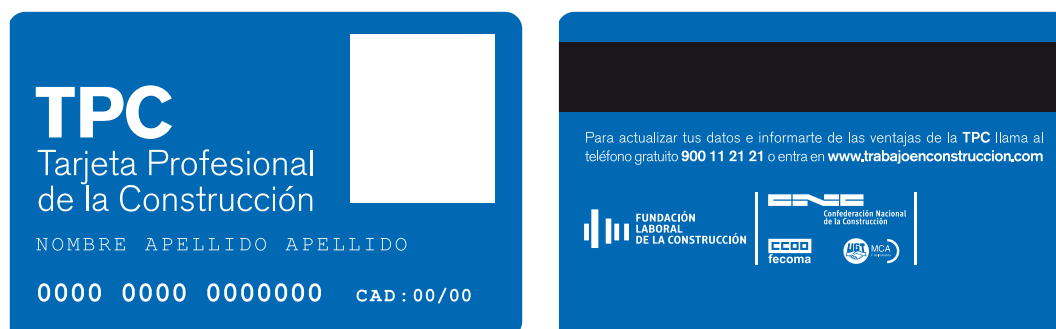 TPC
Tarjeta Profesional
de la Construcción
NOMBRE APELLIDO APELLIDO
0000 0000 0000000 CAD:00/00
Para actualizar tus datos e informarte de las ventajas de la TPC llama al
teléfono gratuito 900 11 21 21 o entra en www.trabajoenconstruccion.com
FUNDACIÓN
LABORAL
DE LA CONSTRUCCIÓN
CNC
Confederación Nacional
de la Construcción
CCOO
fecoma
UGT MCA